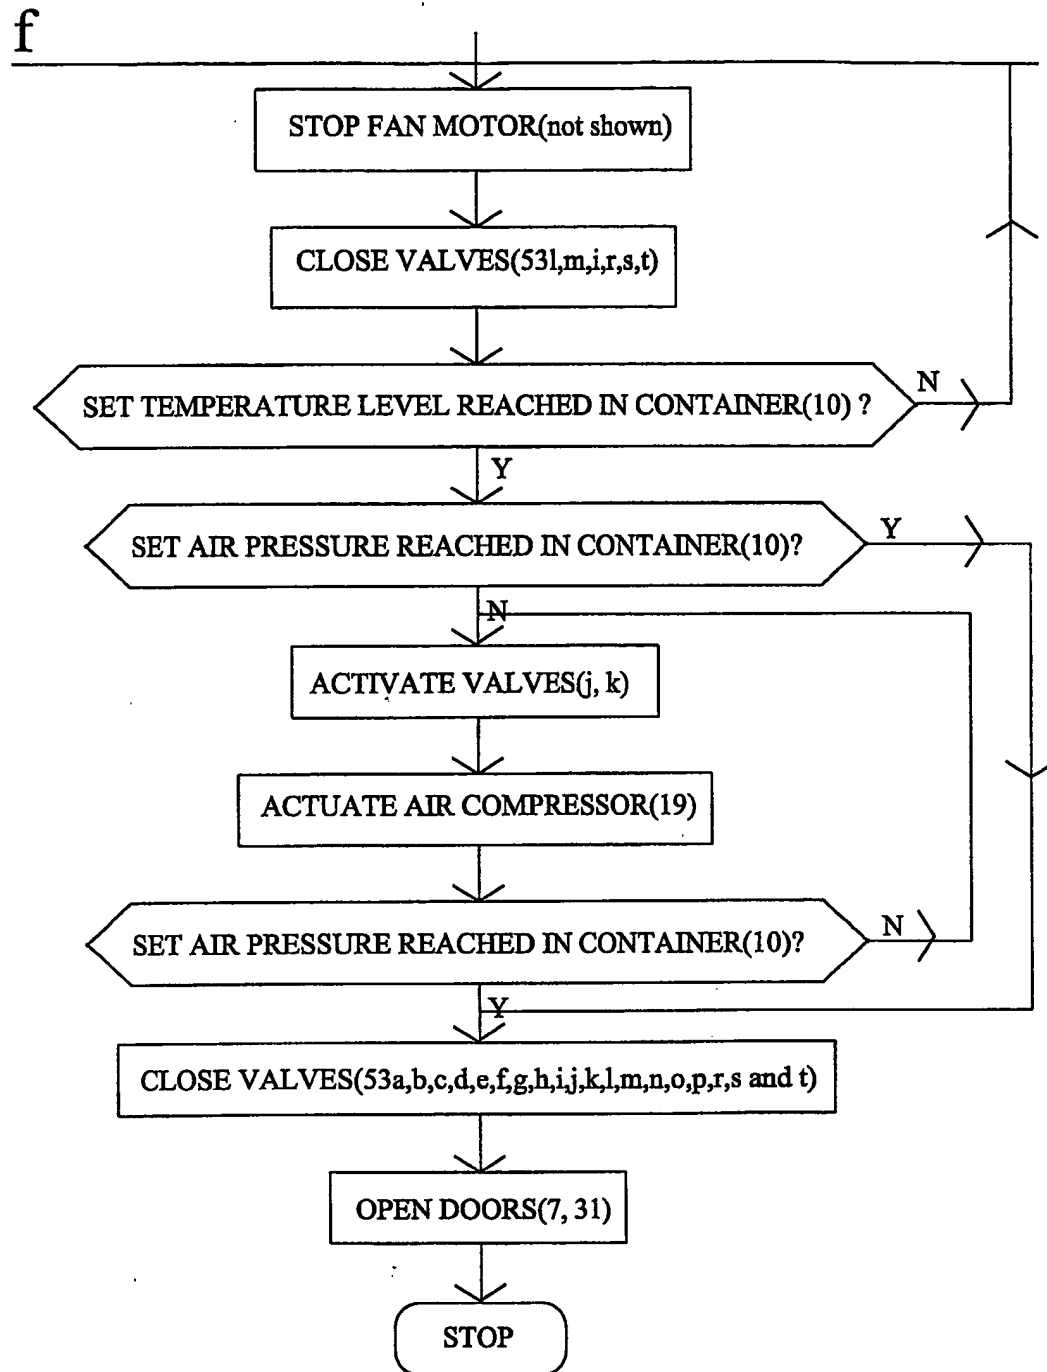 f
STOP FAN MOTOR(not shown)
CLOSE VALVES(53l,m,i,r,s,t)
SET TEMPERATURE LEVEL REACHED IN CONTAINER(10) ?
N
Y
SET AIR PRESSURE REACHED IN CONTAINER(10)?
Y
N
ACTIVATE VALVES(j, k)
ACTUATE AIR COMPRESSOR(19)
SET AIR PRESSURE REACHED IN CONTAINER(10)?
N
Y
CLOSE VALVES(53a,b,c,d,e,f,g,h,i,j,k,l,m,n,o,p,r,s and t)
OPEN DOORS(7, 31)
STOP